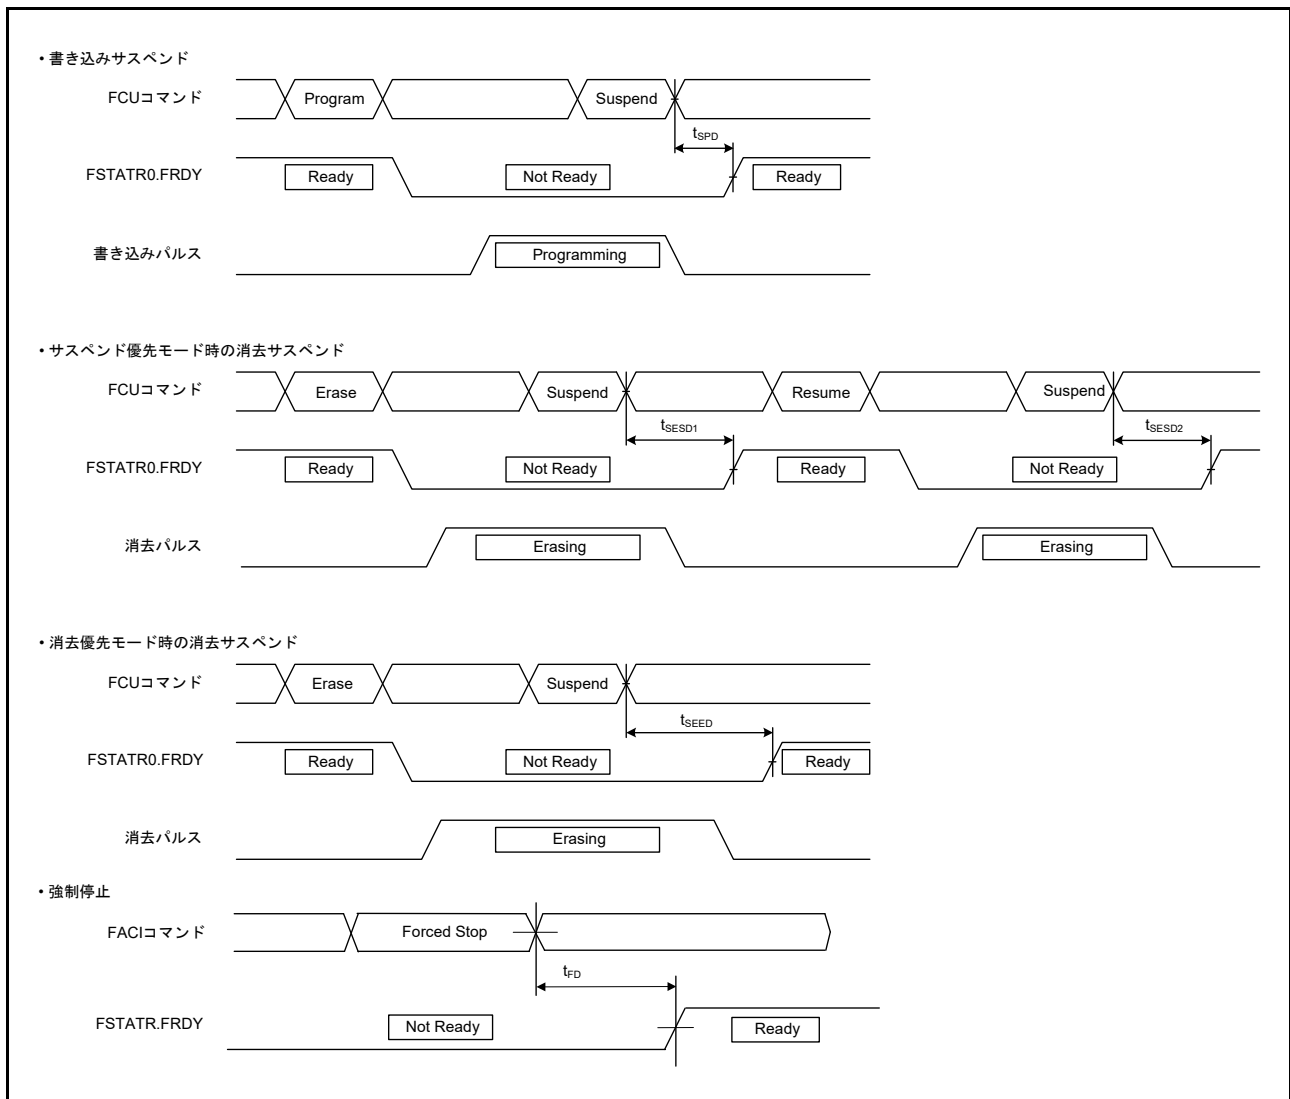 • 書き込みサスペンド
FCUコマンド
Program
Suspend
tSPD
FSTATR0.FRDY
Ready
Not Ready
Ready
書き込みパルス
Programming
• サスペンド優先モード時の消去サスペンド
FCUコマンド
Erase
Suspend
Resume
Suspend
tSESD1
tSESD2
FSTATR0.FRDY
Ready
Not Ready
Ready
Not Ready
消去パルス
Erasing
Erasing
• 消去優先モード時の消去サスペンド
FCUコマンド
Erase
Suspend
tSEED
FSTATR0.FRDY
Ready
Not Ready
Ready
消去パルス
Erasing
• 強制停止
FACIコマンド
Forced Stop
tFD
FSTATR.FRDY
Not Ready
Ready